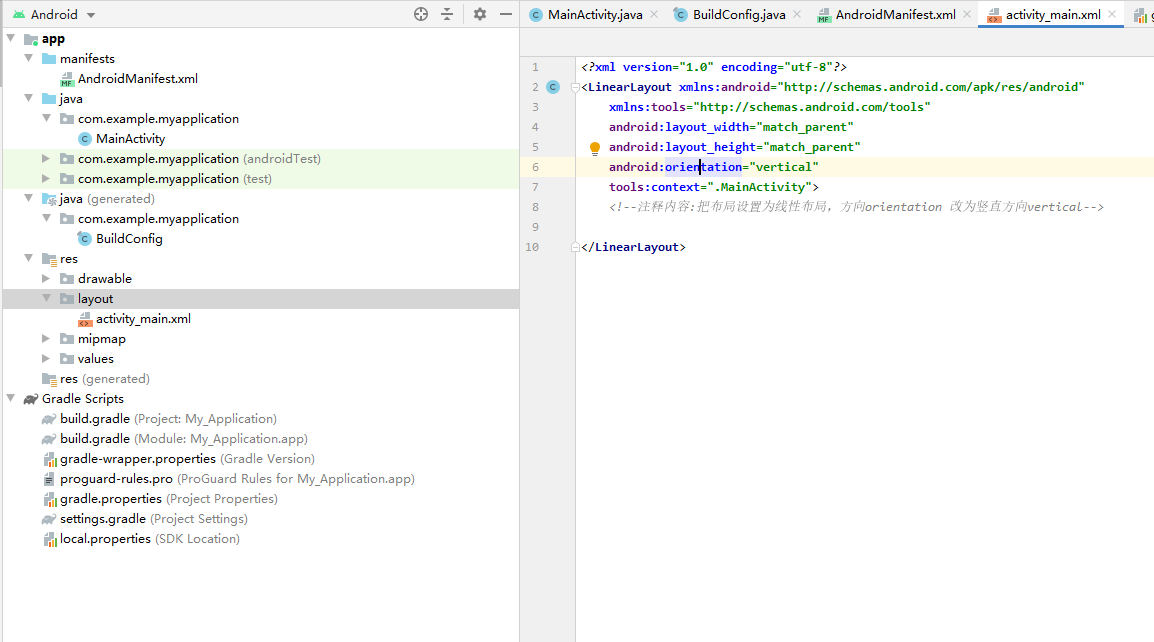 Android
app
manifests
AndroidManifest.xml
java
com.example.myapplication
MainActivity
com.example.myapplication (androidTest)
com.example.myapplication (test)
java (generated)
com.example.myapplication
BuildConfig
res
drawable
layout
activity_main.xml
mipmap
values
res (generated)
Gradle Scripts
build.gradle (Project: My_Application)
build.gradle (Module: My_Application.app)
gradle-wrapper.properties (Gradle Version)
proguard-rules.pro (ProGuard Rules for My_Application.app)
gradle.properties (Project Properties)
settings.gradle (Project Settings)
local.properties (SDK Location)
MainActivity.java BuildConfig.java AndroidManifest.xml activity_main.xml
1 <?xml version="1.0" encoding="utf-8"?>
2 <LinearLayout xmlns:android="http://schemas.android.com/apk/res/android"
3 xmlns:tools="http://schemas.android.com/tools"
4 android:layout_width="match_parent"
5 android:layout_height="match_parent"
6 android:orientation="vertical"
7 tools:context=".MainActivity">
8 <!--注释内容:把布局设置为线性布局，方向orientation 改为竖直方向vertical-->
9
10 </LinearLayout>